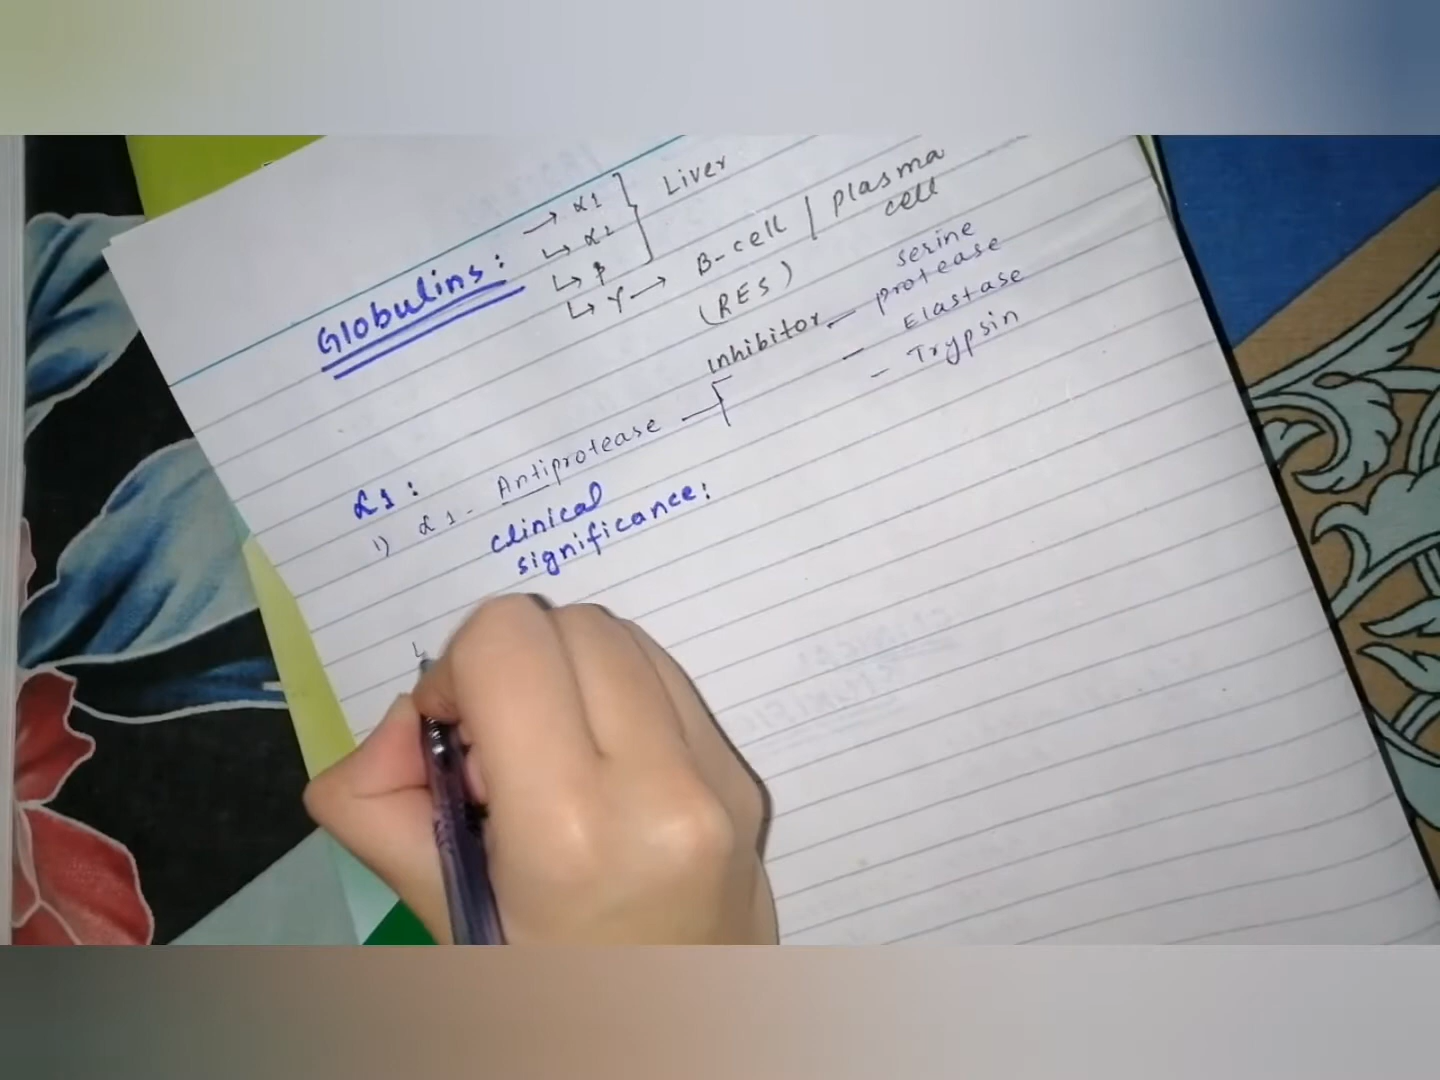 Globulins: → α1 } Liver
↳ α2
↳ β
↳ γ → B-cell / plasma cell
(RES)
α1:
1) α1- Antiprotease — [ Inhibitor — serine protease
- Elastase
- Trypsin
clinical
significance:
↳